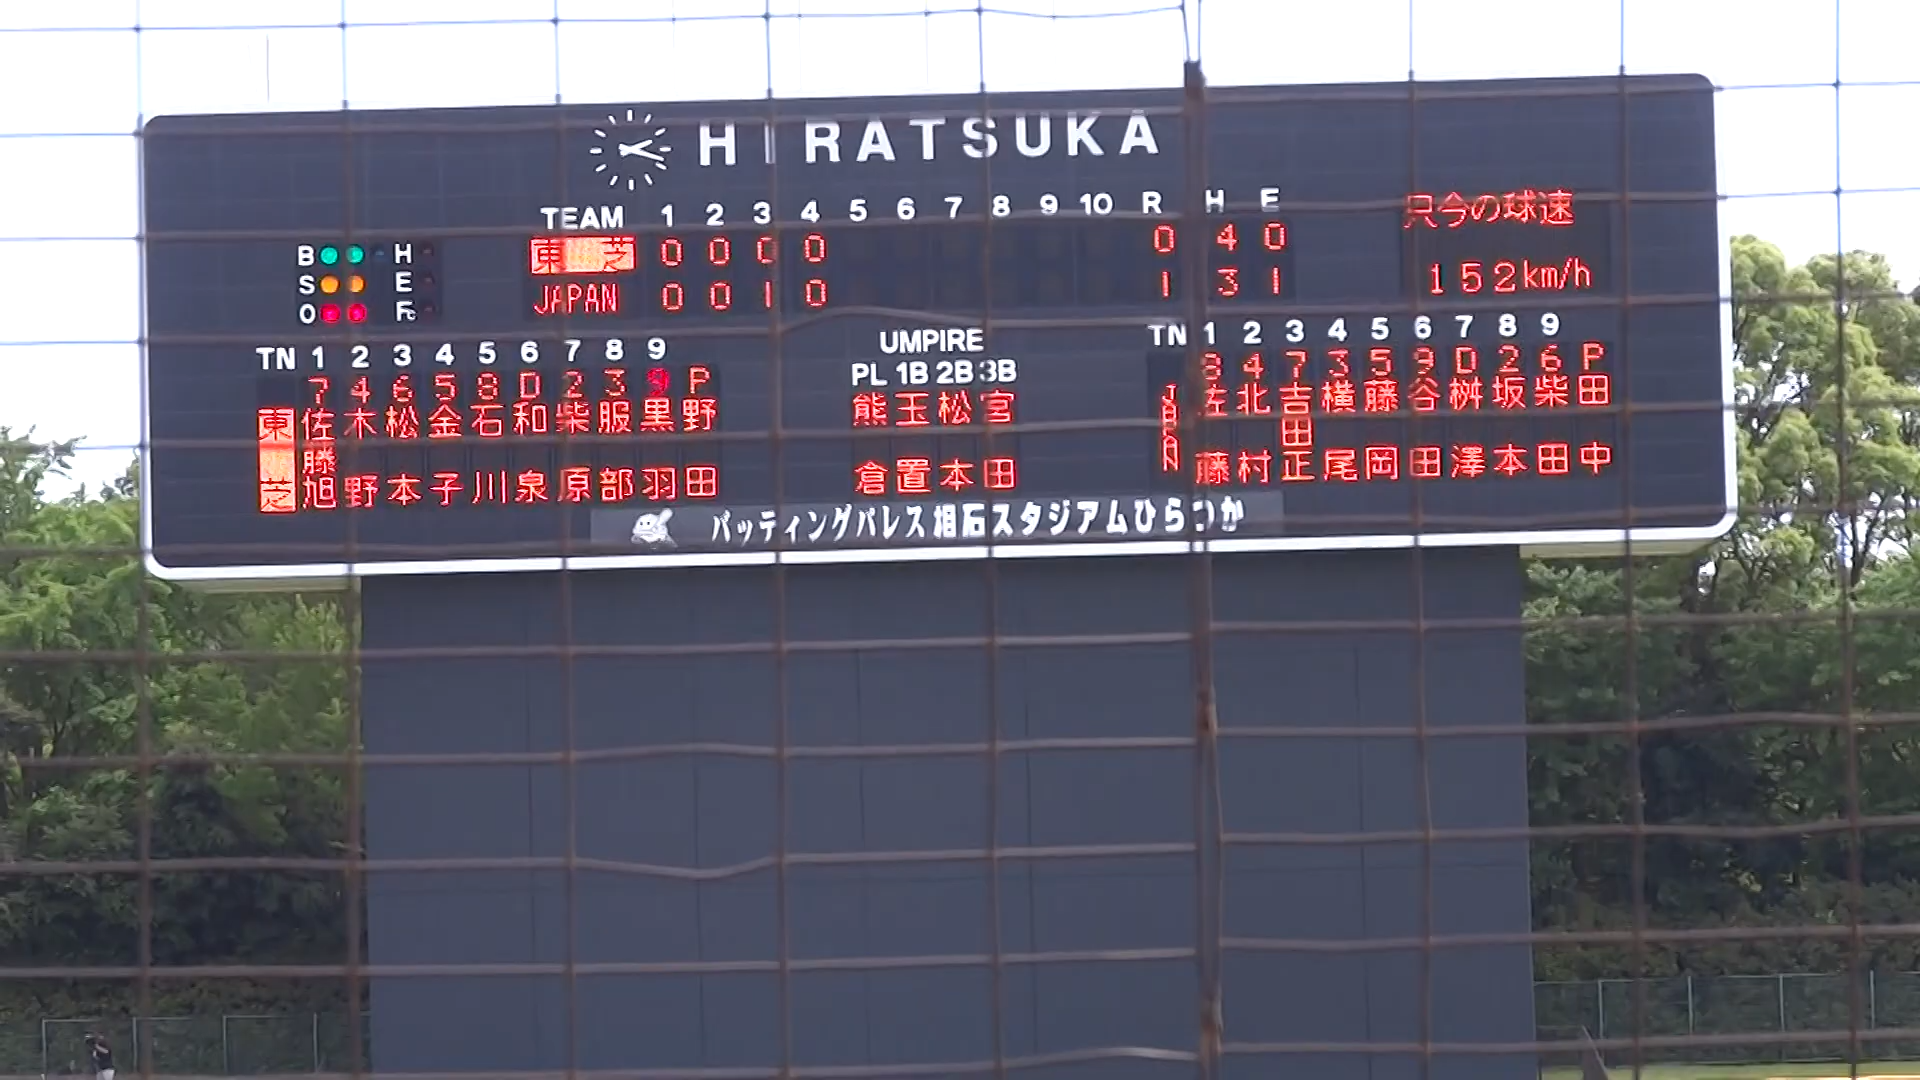 HIRATSUKA
TEAM 1 2 3 4 5 6 7 8 9 10 R H E
東芝 0 0 0 0 0 4 0
JAPAN 0 0 1 0 1 3 1
B H
S E
O Fc
只今の球速
152km/h
TN 1 2 3 4 5 6 7 8 9
7 4 6 5 8 D 2 3 9 P
東芝 佐藤旭 木野 松本 金子 石川 和泉 柴原 服部 黒羽 野田
UMPIRE
PL 1B 2B 3B
熊倉 玉置 松本 宮田
TN 1 2 3 4 5 6 7 8 9
8 4 7 3 5 9 D 2 6 P
JAPAN 佐藤 北村 吉田正 横尾 藤岡 谷田 桝澤 坂本 柴田 田中
バッティングパレス相石スタジアムひらつか